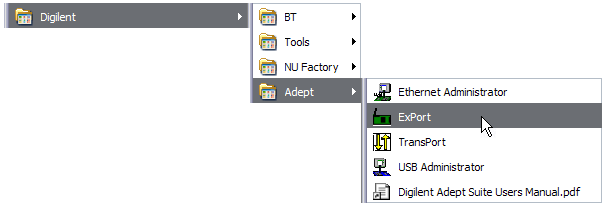 Digilent
BT
Tools
NU Factory
Adept
Ethernet Administrator
ExPort
TransPort
USB Administrator
Digilent Adept Suite Users Manual.pdf